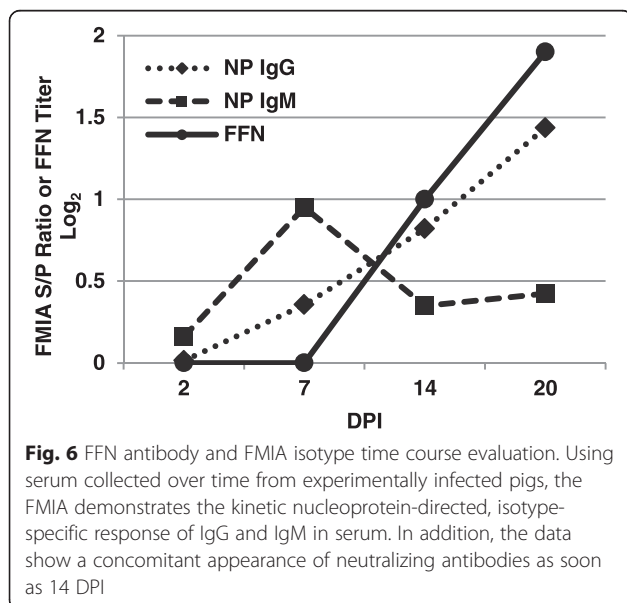 2
1.5
1
0.5
0
NP IgG
NP IgM
FFN
FMIA S/P Ratio or FFN Titer
Log2
2 7 14 20
DPI
Fig. 6 FFN antibody and FMIA isotype time course evaluation. Using
serum collected over time from experimentally infected pigs, the
FMIA demonstrates the kinetic nucleoprotein-directed, isotype-
specific response of IgG and IgM in serum. In addition, the data
show a concomitant appearance of neutralizing antibodies as soon
as 14 DPI